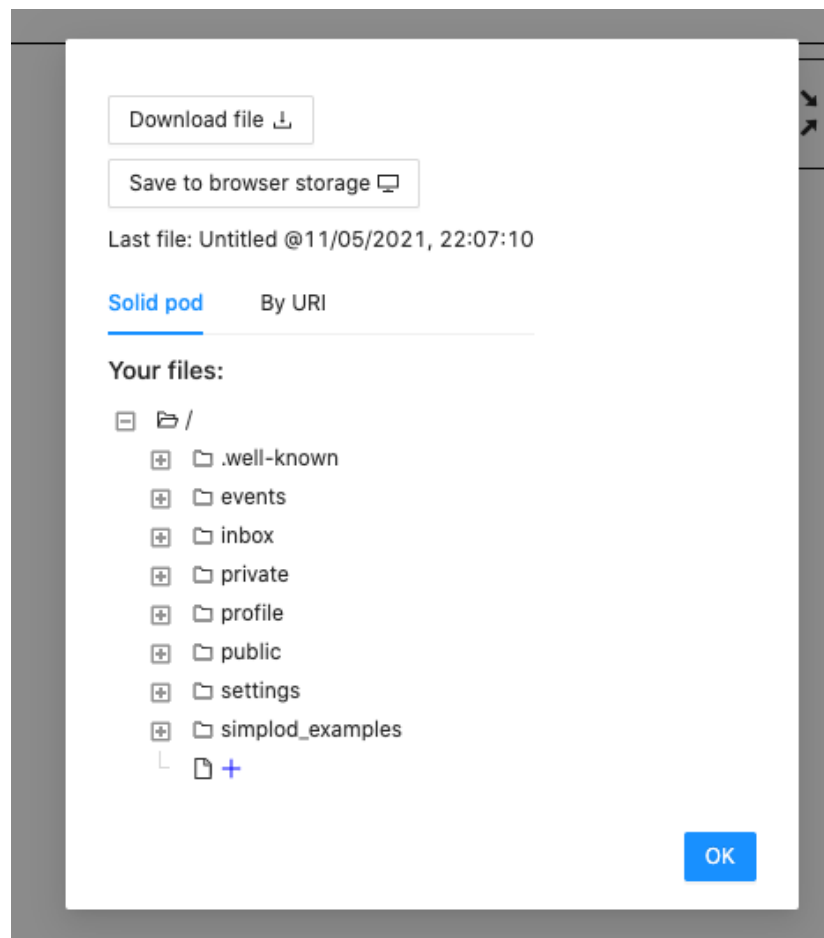 Download file
Save to browser storage
Last file: Untitled @11/05/2021, 22:07:10
Solid pod By URI
Your files:
/
.well-known
events
inbox
private
profile
public
settings
simplod_examples
+
OK